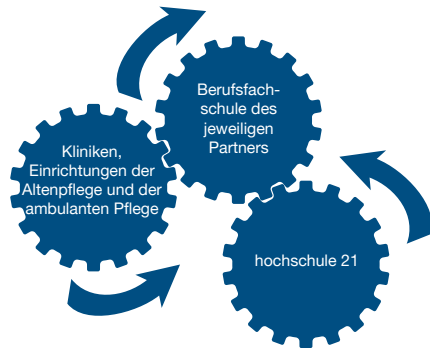 Berufsfach-
schule des
jeweiligen
Partners
Kliniken,
Einrichtungen der
Altenpflege und der
ambulanten Pflege
hochschule 21